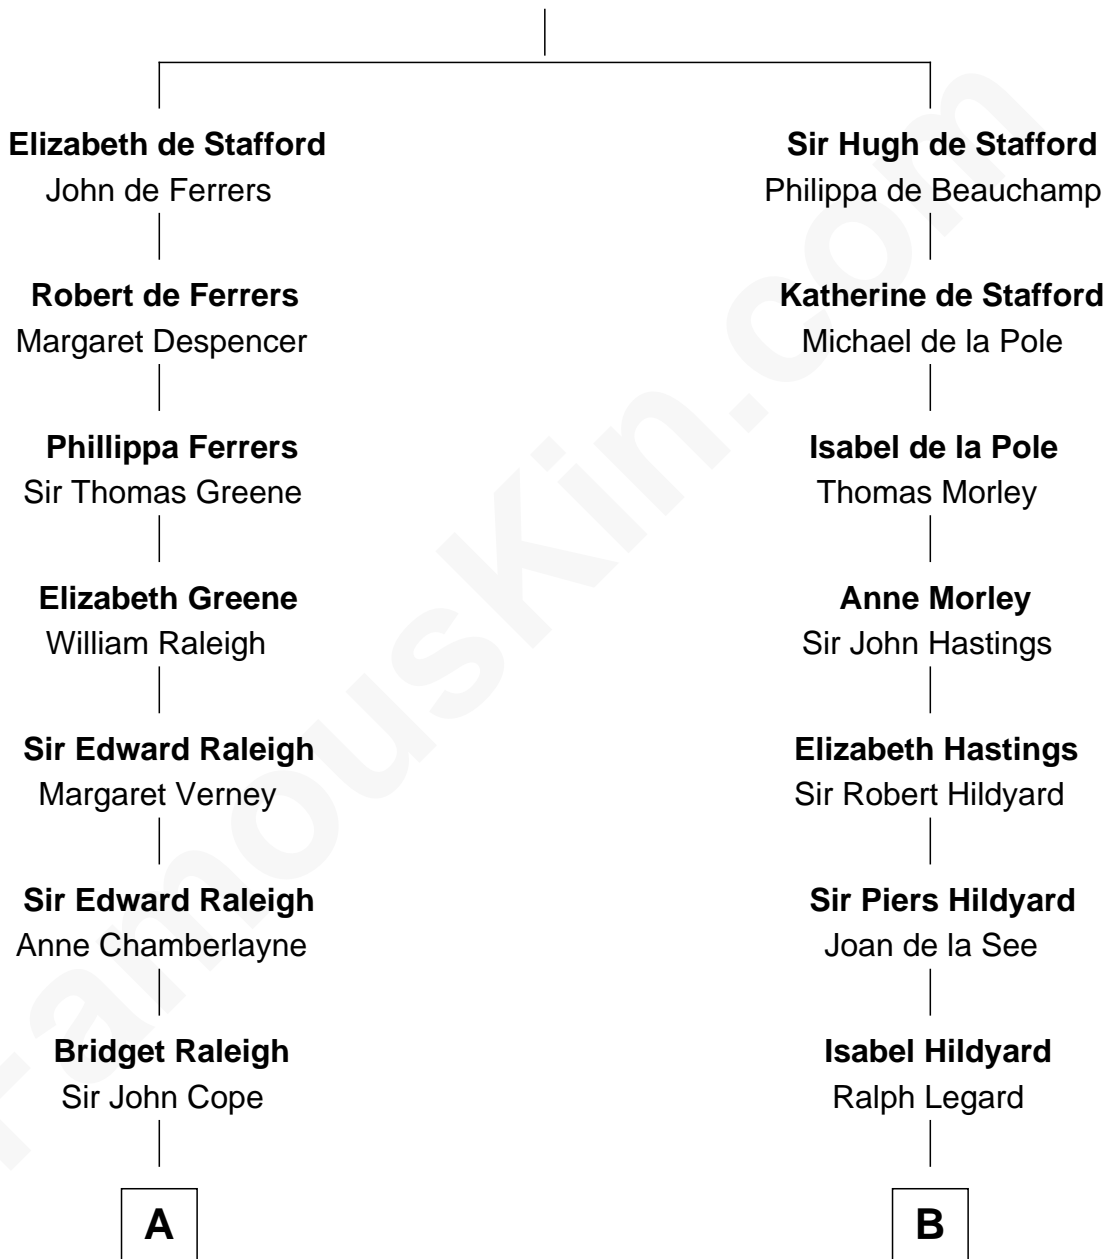 Elizabeth de Stafford
John de Ferrers
Robert de Ferrers
Margaret Despencer
Phillippa Ferrers
Sir Thomas Greene
Elizabeth Greene
William Raleigh
Sir Edward Raleigh
Margaret Verney
Sir Edward Raleigh
Anne Chamberlayne
Bridget Raleigh
Sir John Cope
A
Sir Hugh de Stafford
Philippa de Beauchamp
Katherine de Stafford
Michael de la Pole
Isabel de la Pole
Thomas Morley
Anne Morley
Sir John Hastings
Elizabeth Hastings
Sir Robert Hildyard
Sir Piers Hildyard
Joan de la See
Isabel Hildyard
Ralph Legard
B
FamousKin.com